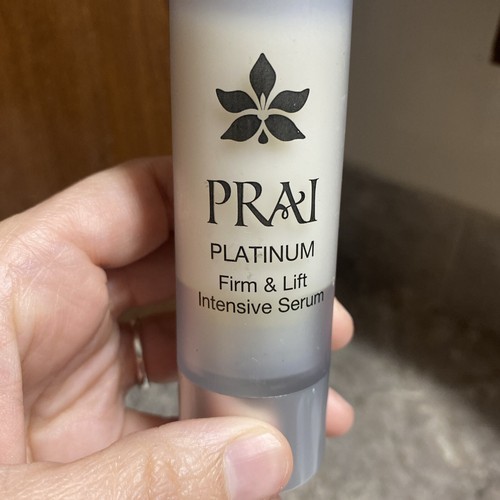 PRAI
PLATINUM
Firm & Lift
Intensive Serum